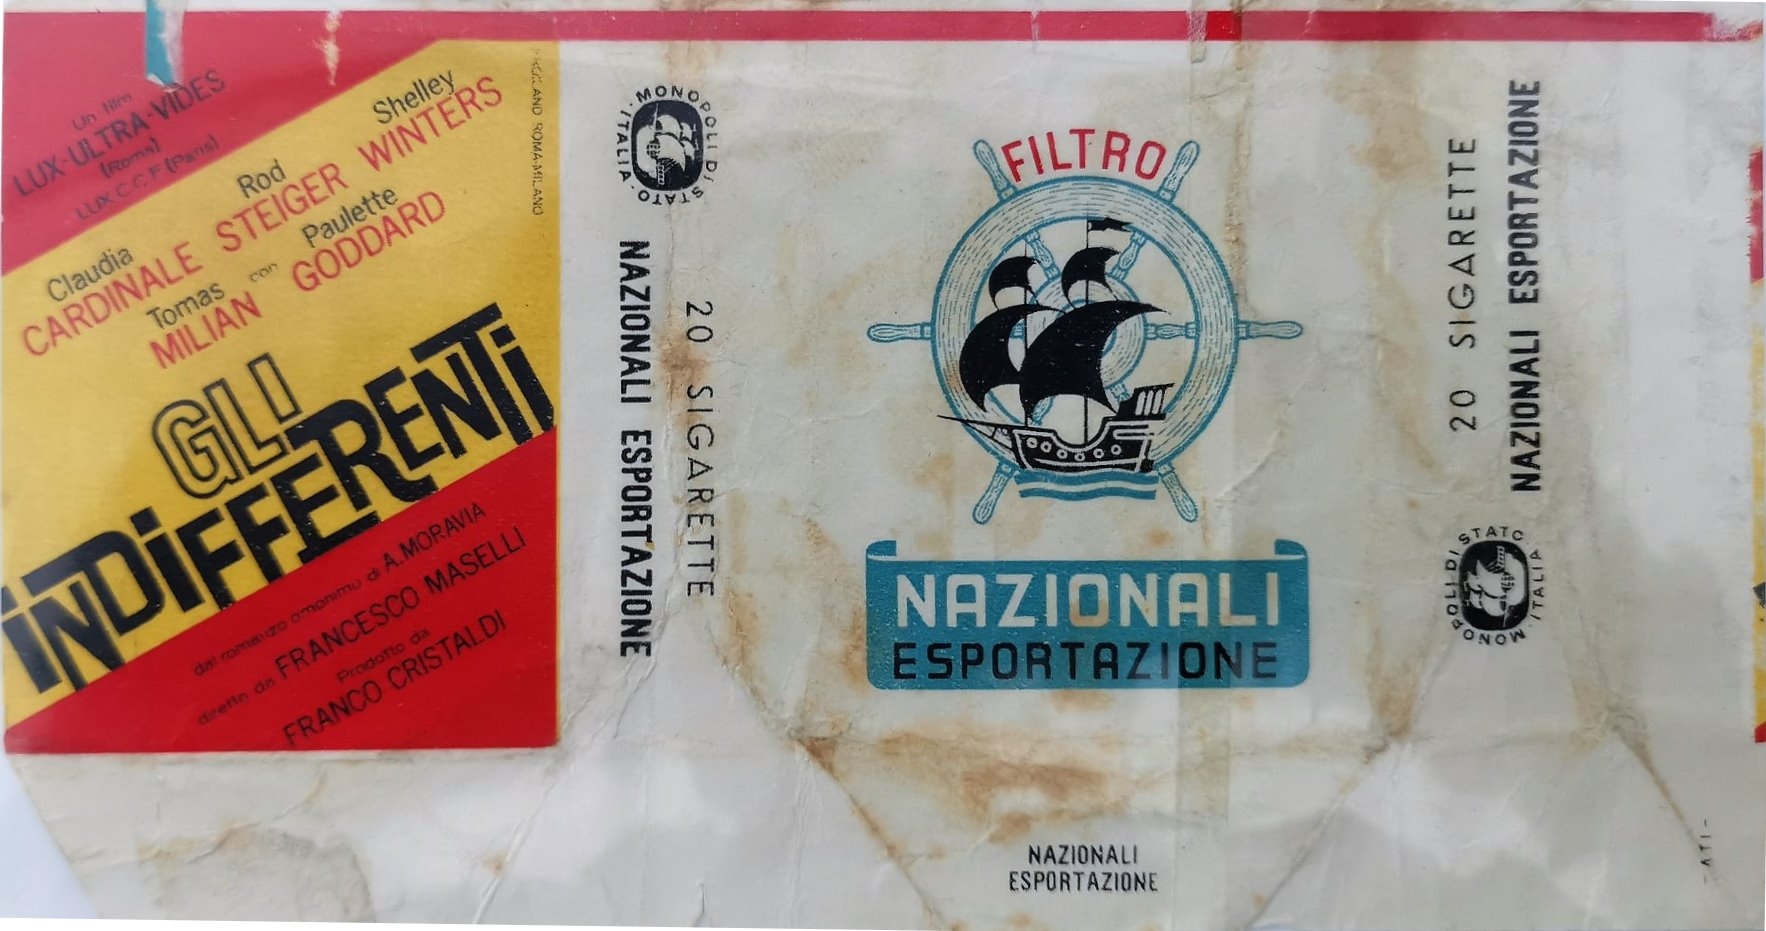 Un film
LUX-ULTRA-VIDES
(Roma)
LUX C.C.F (Paris)
Shelley
WINTERS
Rod
STEIGER
Claudia
CARDINALE
Paulette
con GODDARD
Tomas
MILIAN
GLI
INDIFFERENTI
dal romanzo omonimo di A. MORAVIA
diretto da FRANCESCO MASELLI
Prodotto da
FRANCO CRISTALDI
ROMA-MILANO
MONOPOLI DI STATO · ITALIA ·
NAZIONALI ESPORTAZIONE
20 SIGARETTE
FILTRO
NAZIONALI
ESPORTAZIONE
NAZIONALI
ESPORTAZIONE
20 SIGARETTE
NAZIONALI ESPORTAZIONE
MONOPOLI DI STATO · ITALIA ·
-ATI-